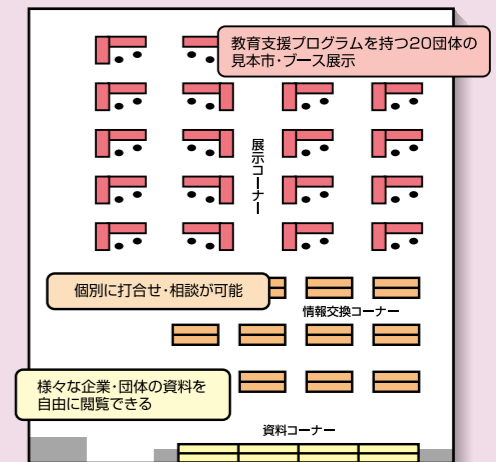 教育支援プログラムを持つ20団体の
見本市・ブース展示
展示コーナー
個別に打合せ・相談が可能
情報交換コーナー
様々な企業・団体の資料を
自由に閲覧できる
資料コーナー